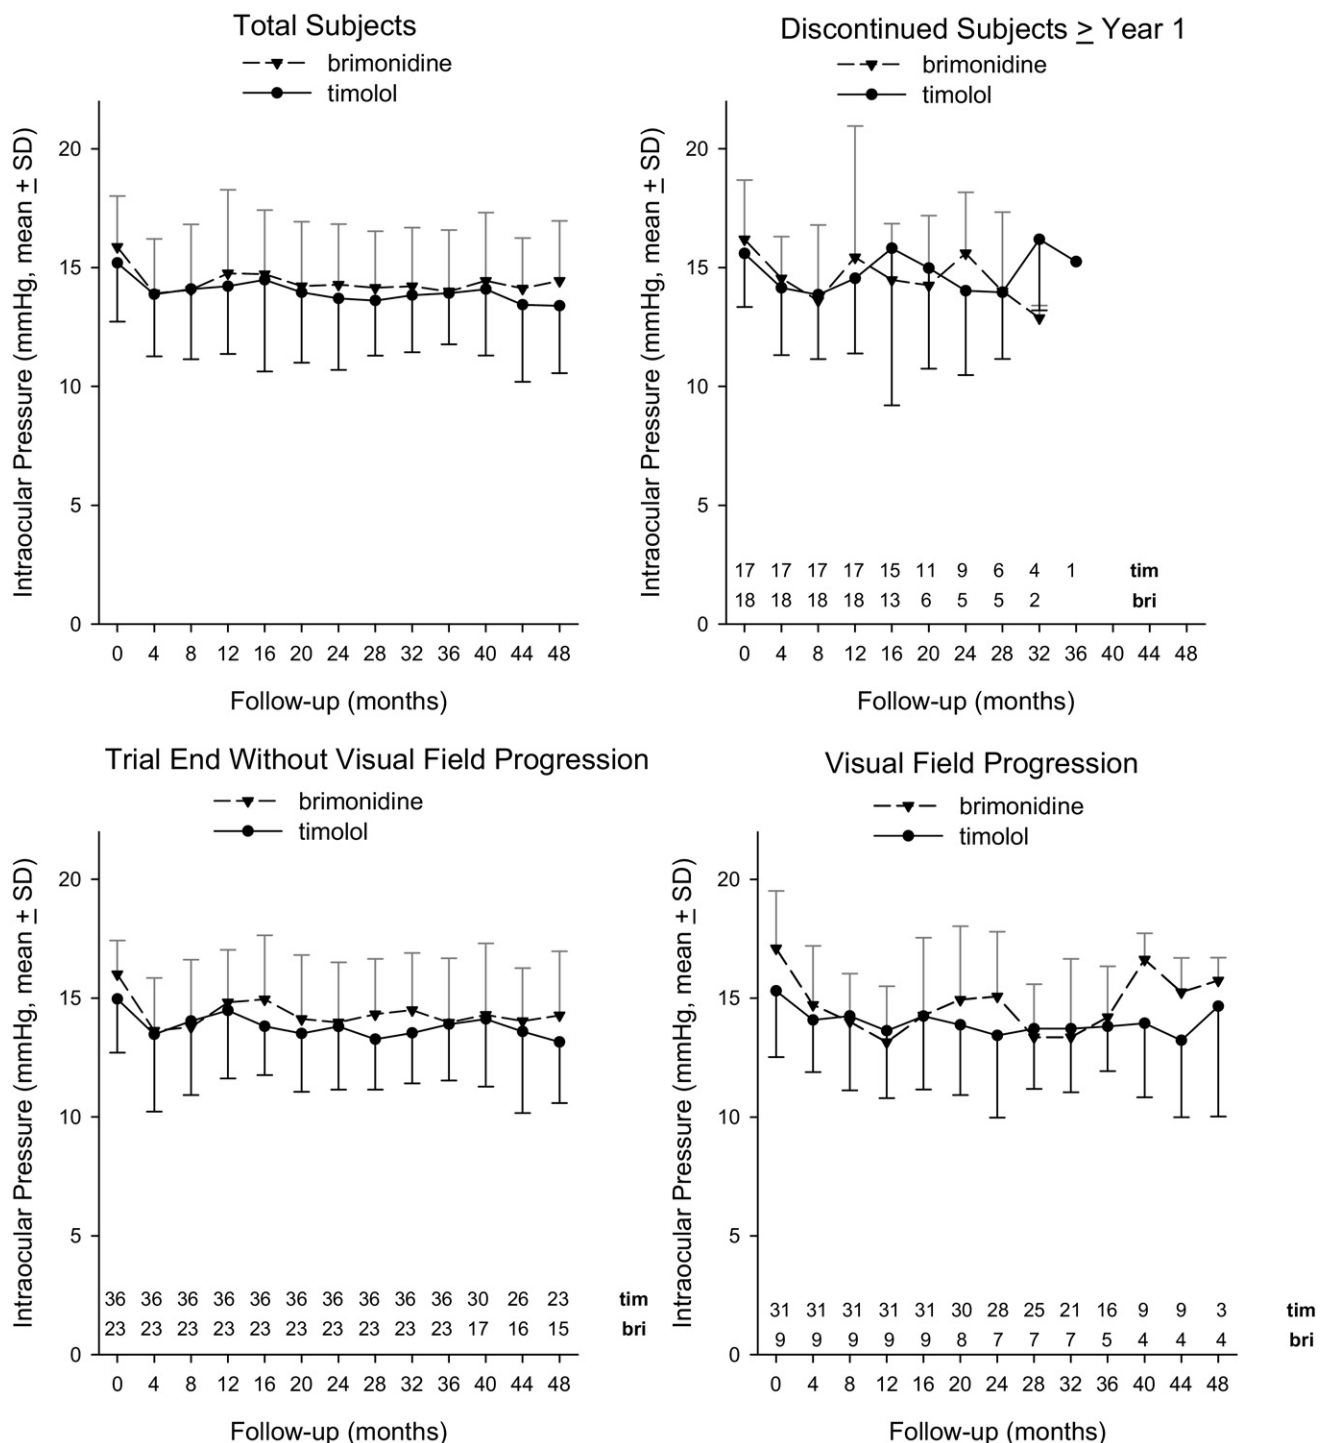 Total Subjects
brimonidine
timolol
Intraocular Pressure (mmHg, mean ± SD)
20
15
10
5
0
0 4 8 12 16 20 24 28 32 36 40 44 48
Follow-up (months)
Discontinued Subjects ≥ Year 1
brimonidine
timolol
Intraocular Pressure (mmHg, mean ± SD)
20
15
10
5
0
17 17 17 17 15 11 9 6 4 1 tim
18 18 18 18 13 6 5 5 2 bri
0 4 8 12 16 20 24 28 32 36 40 44 48
Follow-up (months)
Trial End Without Visual Field Progression
brimonidine
timolol
Intraocular Pressure (mmHg, mean ± SD)
20
15
10
5
0
36 36 36 36 36 36 36 36 36 36 30 26 23 tim
23 23 23 23 23 23 23 23 23 23 17 16 15 bri
0 4 8 12 16 20 24 28 32 36 40 44 48
Follow-up (months)
Visual Field Progression
brimonidine
timolol
Intraocular Pressure (mmHg, mean ± SD)
20
15
10
5
0
31 31 31 31 31 30 28 25 21 16 9 9 3 tim
9 9 9 9 9 8 7 7 7 5 4 4 4 bri
0 4 8 12 16 20 24 28 32 36 40 44 48
Follow-up (months)